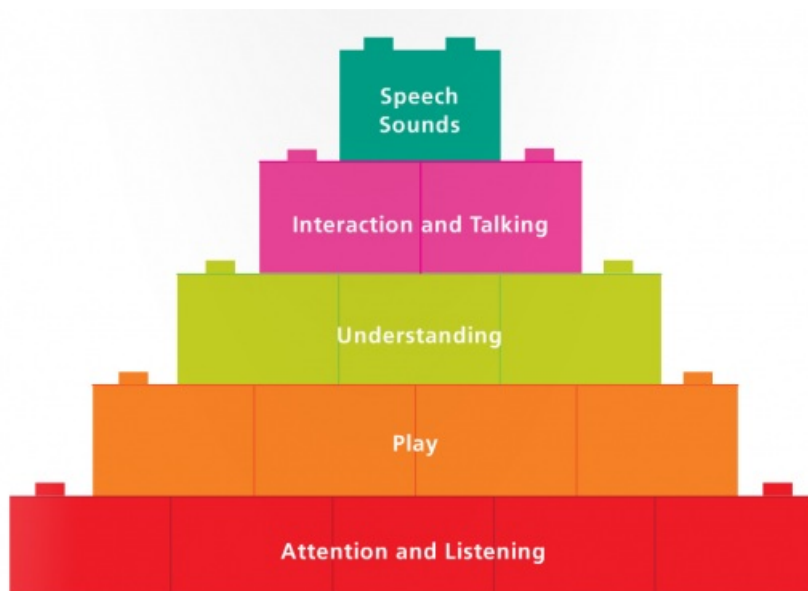 Speech
Sounds
Interaction and Talking
Understanding
Play
Attention and Listening